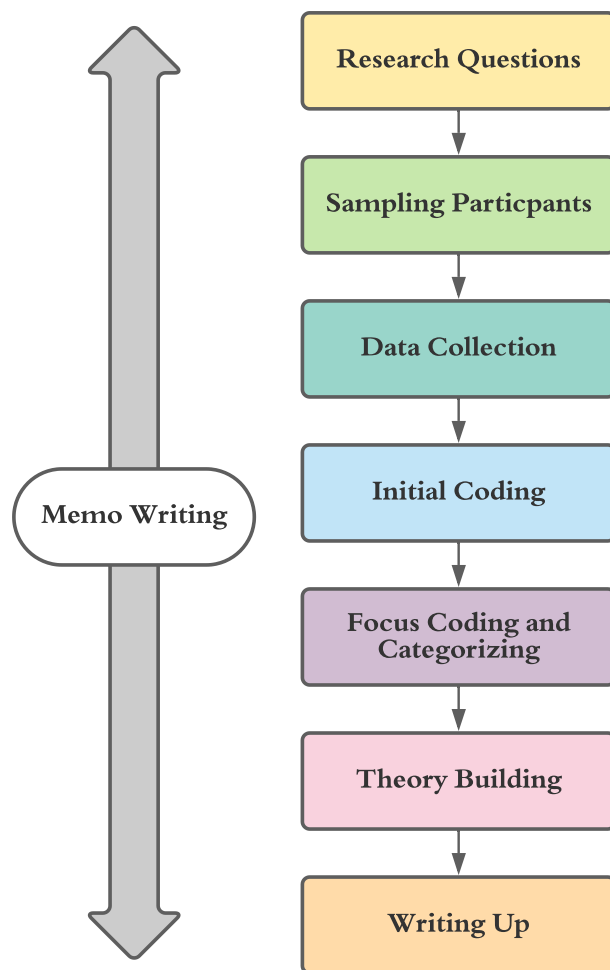 Research Questions
Sampling Particpants
Data Collection
Initial Coding
Memo Writing
Focus Coding and
Categorizing
Theory Building
Writing Up